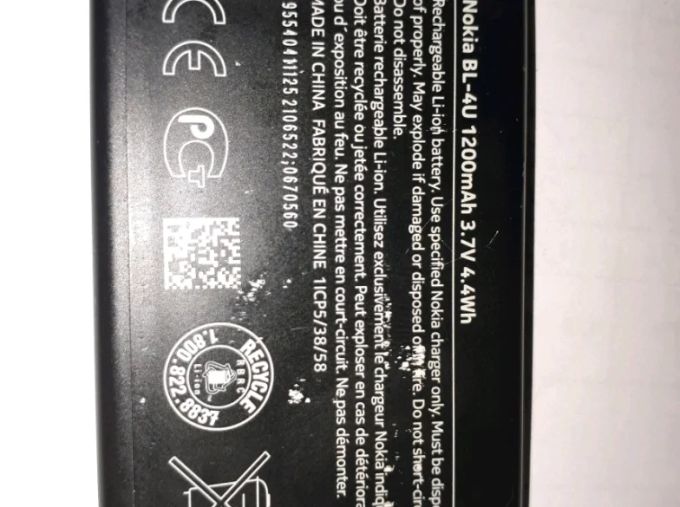 Nokia BL-4U 1200mAh 3.7V 4.4Wh
Rechargeable Li-ion battery. Use specified Nokia charger only. Must be
of properly. May explode if damaged or disposed of in fire. Do not
Do not disassemble.
Batterie rechargeable Li-ion. Utilisez exclusivement le chargeur Nokia
Doit être recyclée ou jetée correctement. Peut exploser en cas de
ou d'exposition au feu. Ne pas mettre en court-circuit. Ne pas démonter.
MADE IN CHINA FABRIQUÉ EN CHINE 1ICP5/38/58
2106522;0670560
CE
RECYCLE
RBRC
Li-ion
1.800.822.8837